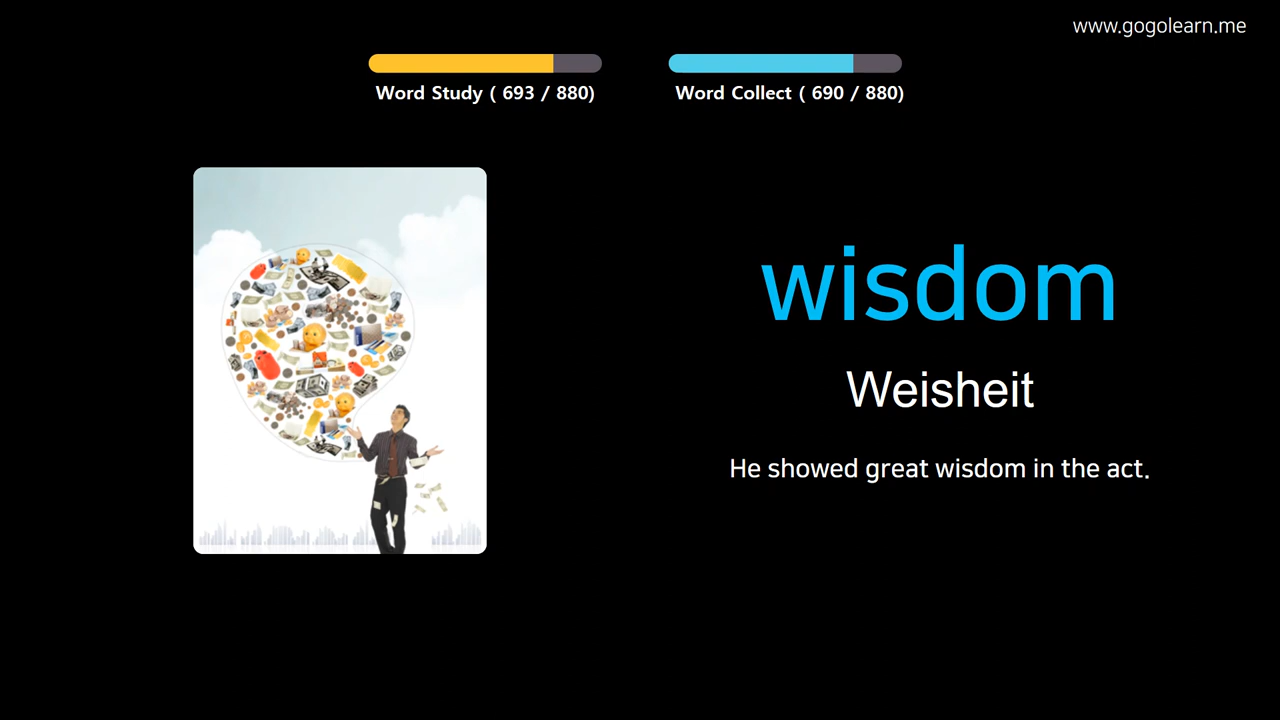 www.gogolearn.me
Word Study ( 693 / 880)
Word Collect ( 690 / 880)
wisdom
Weisheit
He showed great wisdom in the act.